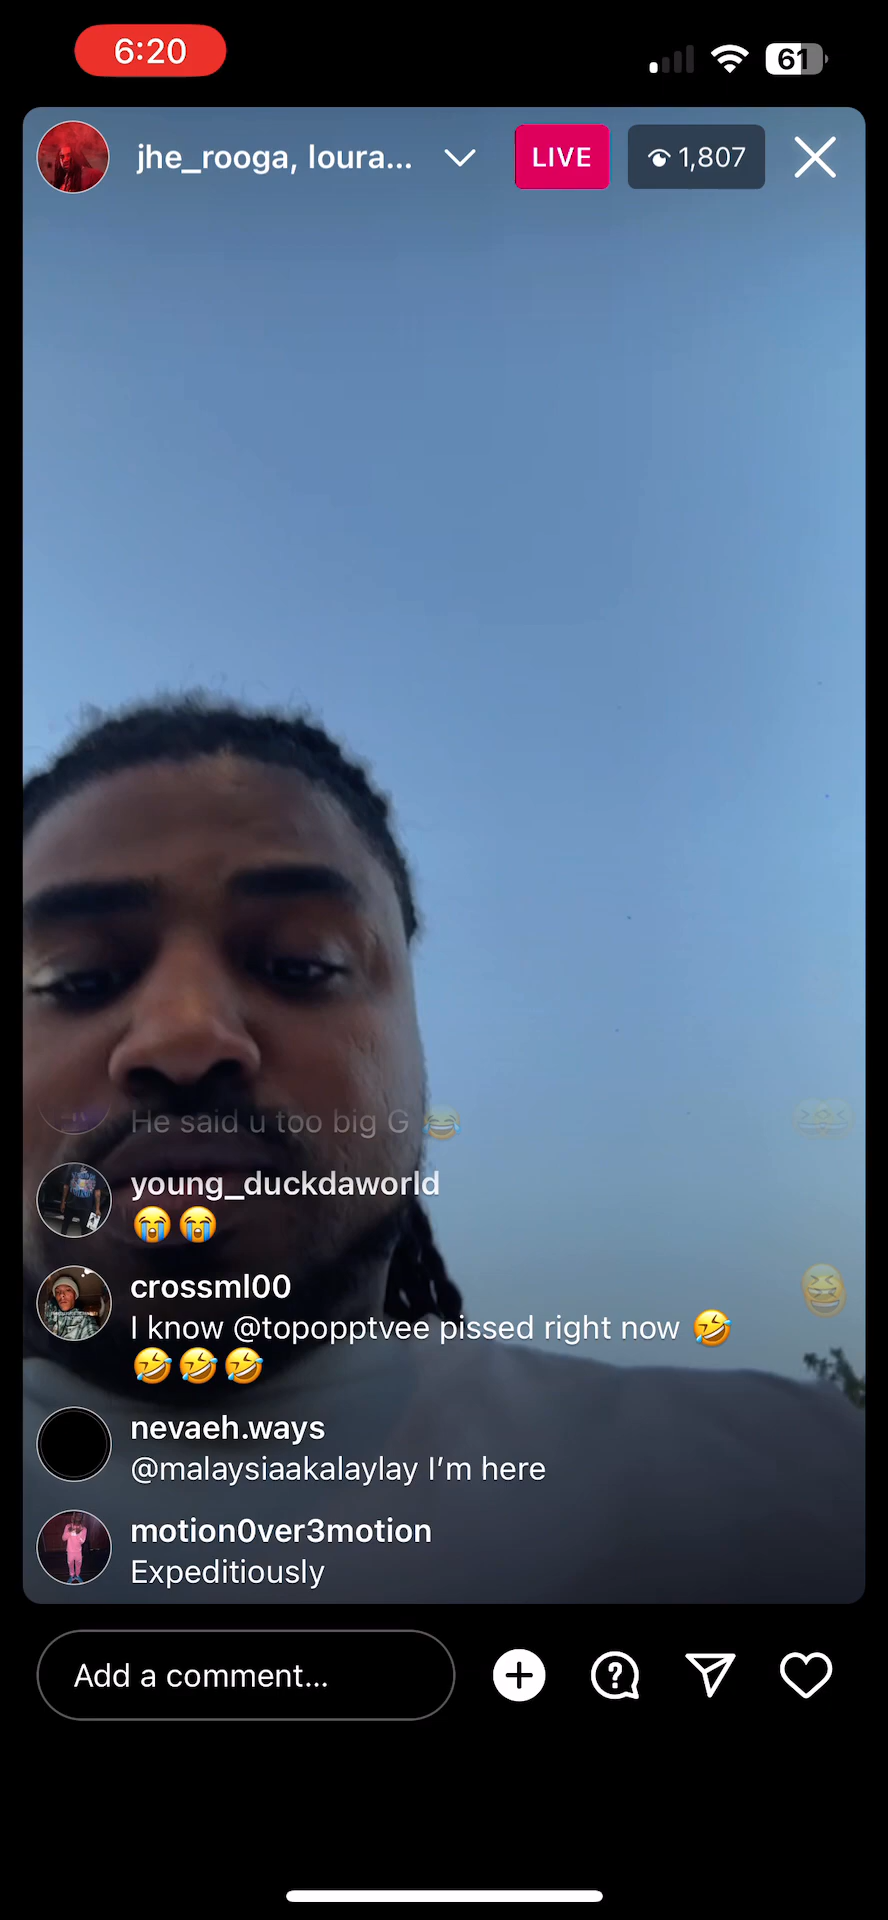 6:20
61
jhe_rooga, loura...
LIVE
1,807
He said u too big G 😂
young_duckdaworld
😭😭
crossml00
I know @topopptvee pissed right now 🤣
🤣🤣🤣
nevaeh.ways
@malaysiaakalaylay I’m here
motion0ver3motion
Expeditiously
Add a comment...